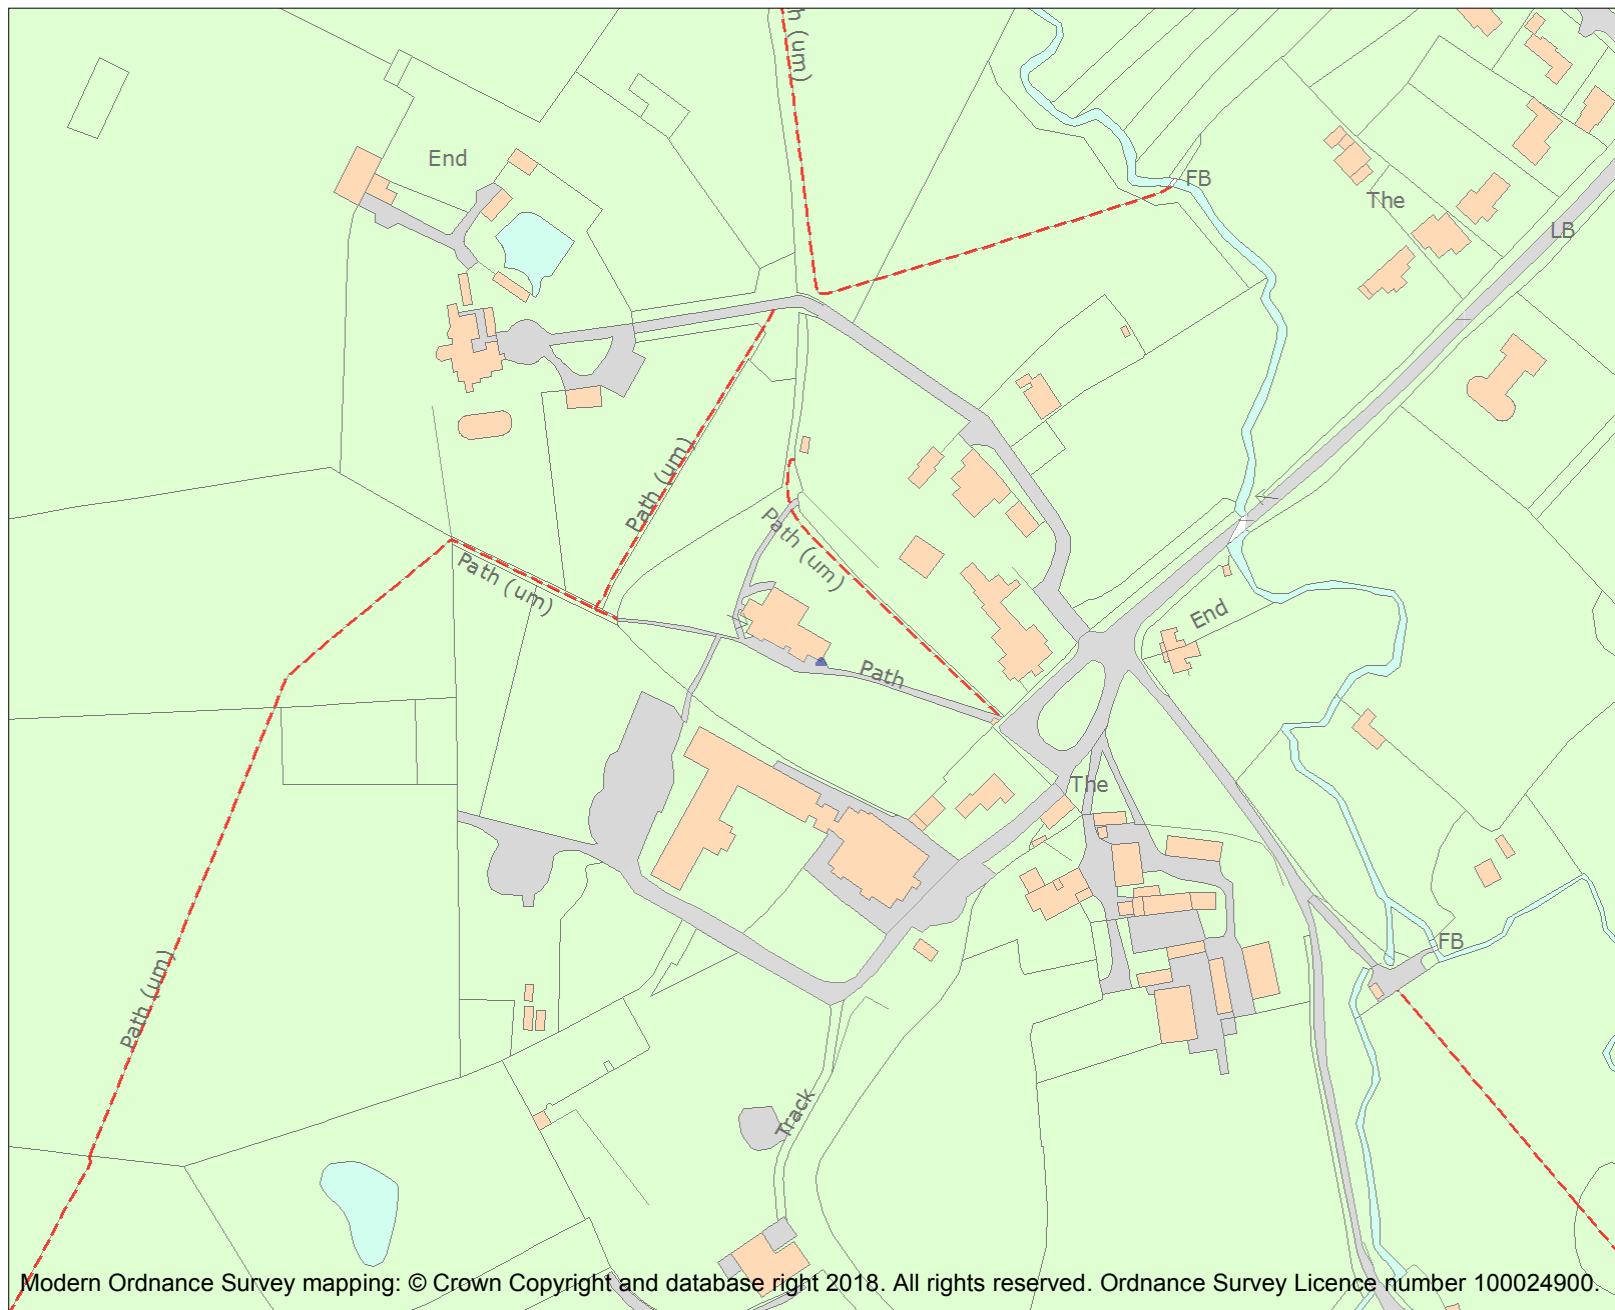 h (um)
End
FB
The
LB
Path (um)
Path (um)
Path (um)
End
Path
The
FB
Path (um)
Track
Modern Ordnance Survey mapping: © Crown Copyright and database right 2018. All rights reserved. Ordnance Survey Licence number 100024900.